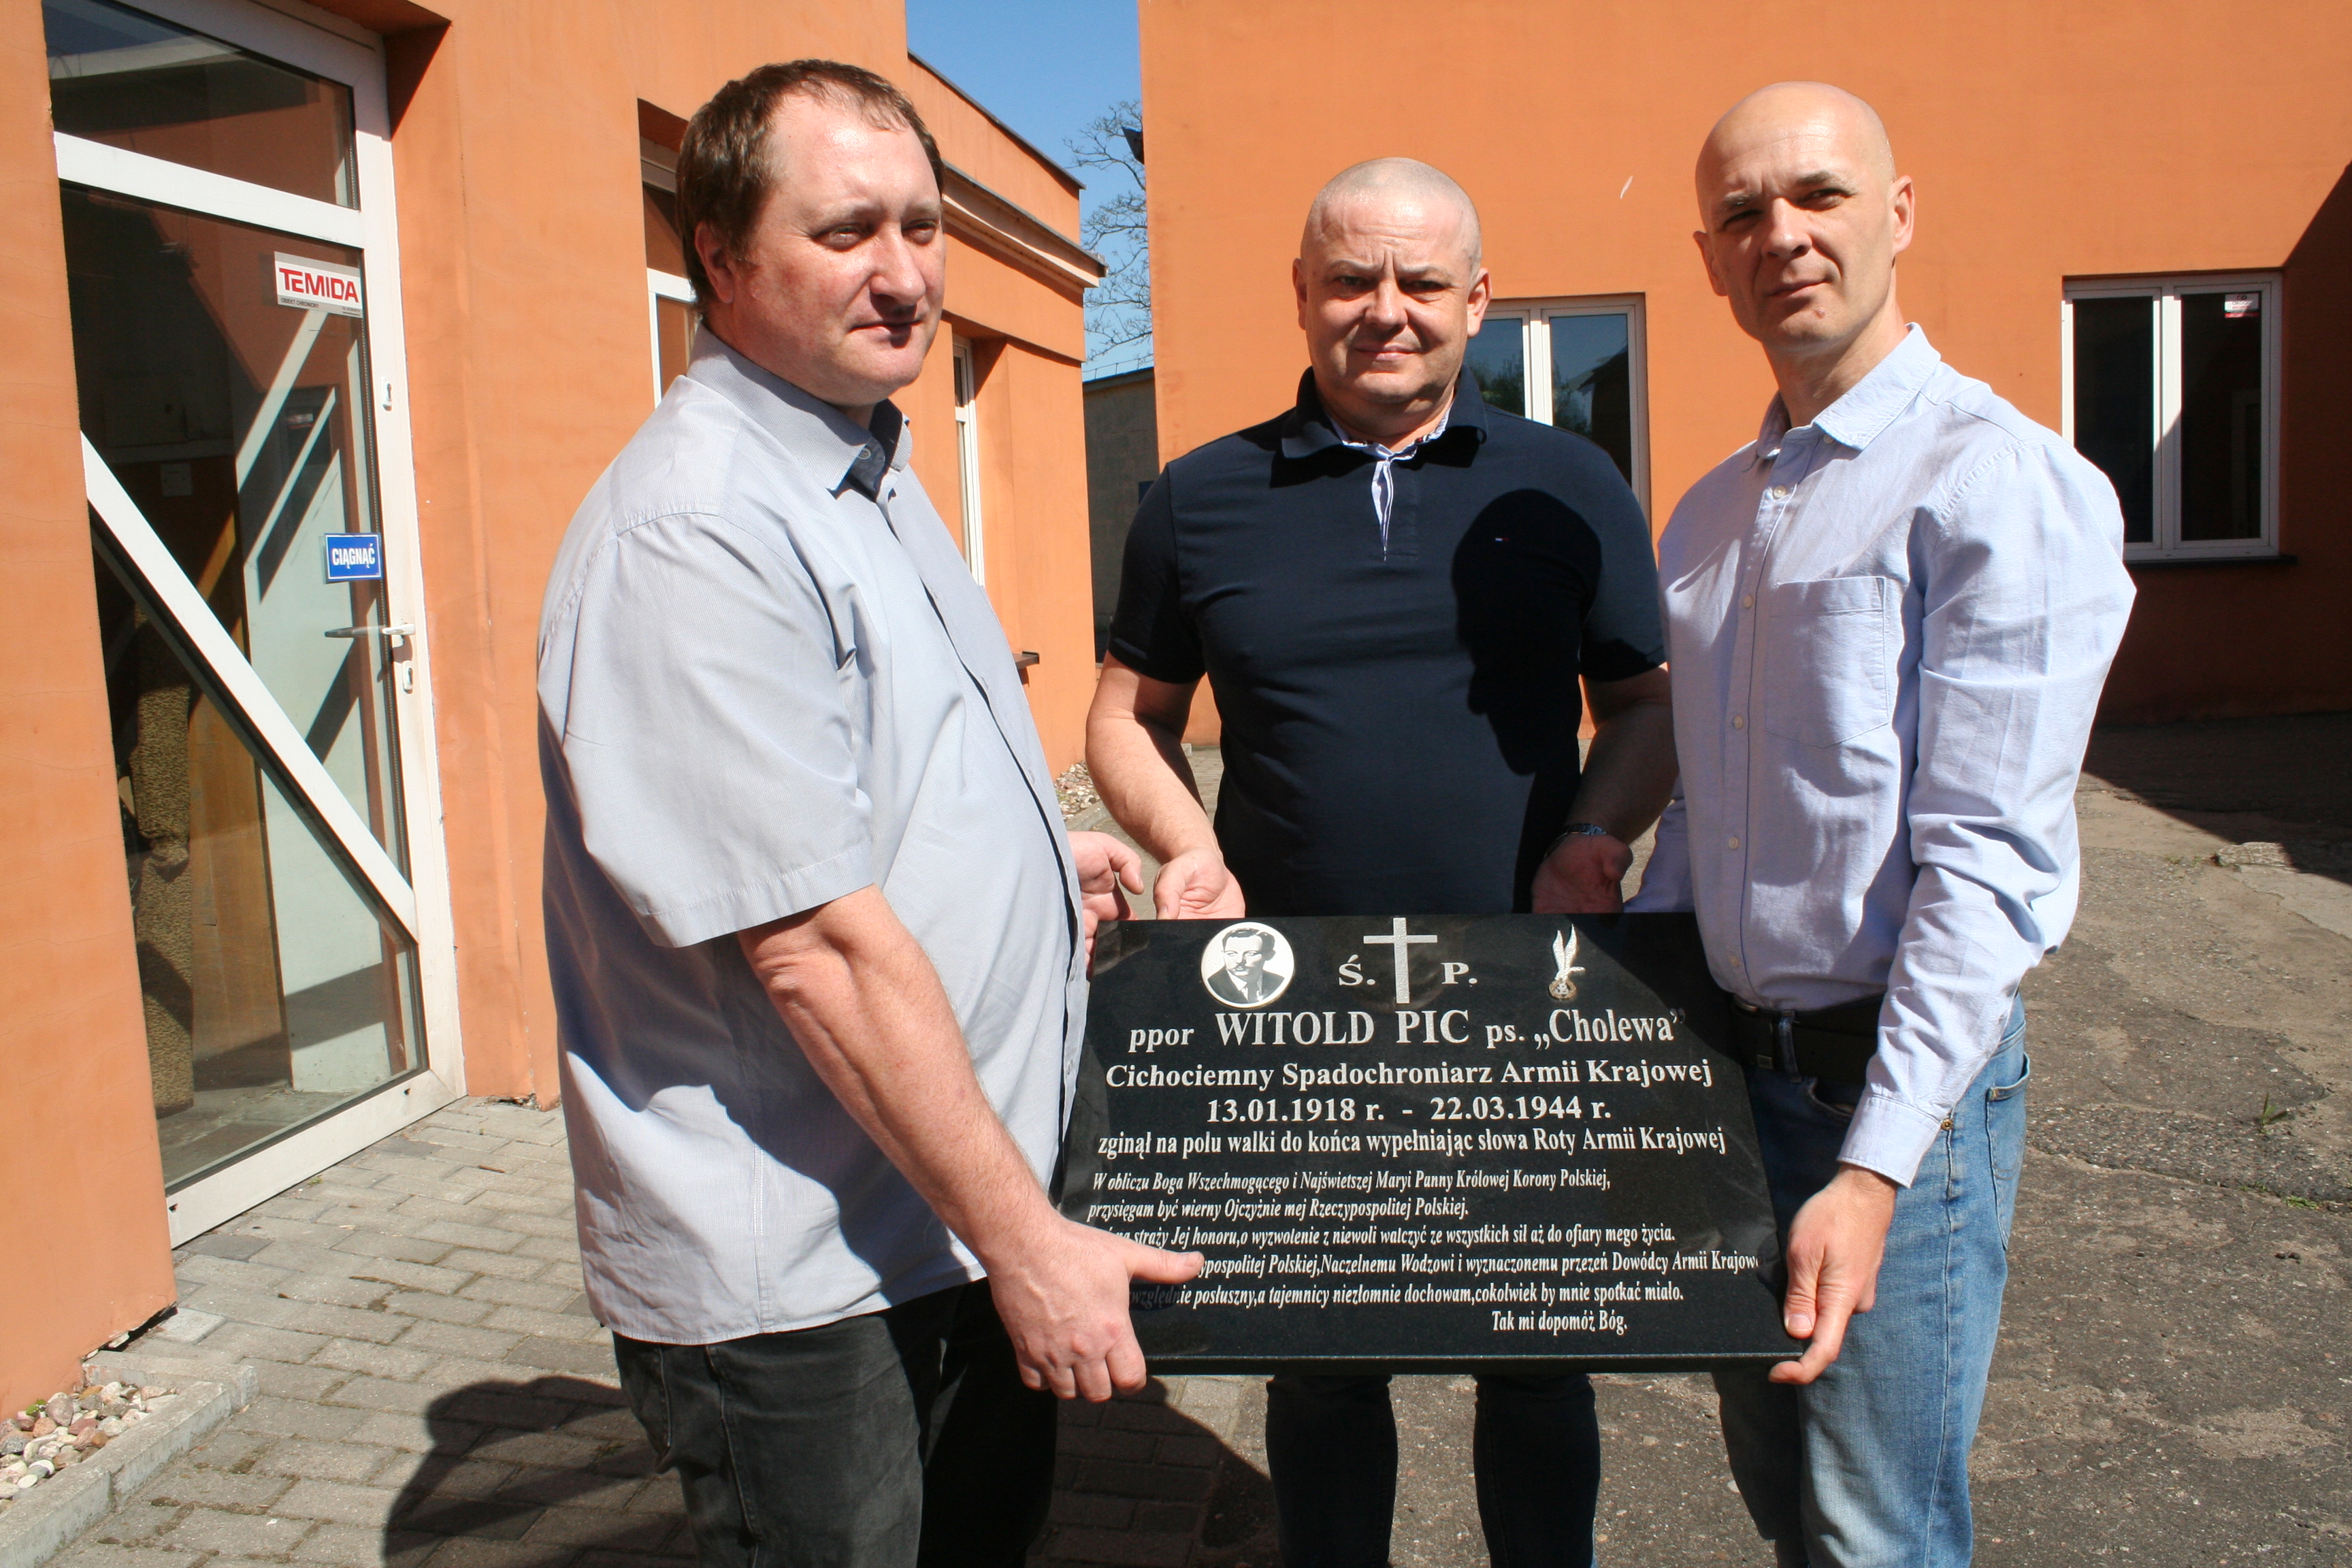 TEMIDA
CIĄGNĄĆ
Ś. P.
ppor WITOLD PIC ps. „Cholewa”
Cichociemny Spadochroniarz Armii Krajowej
13.01.1918 r. - 22.03.1944 r.
zginął na polu walki do końca wypełniając słowa Roty Armii Krajowej
W obliczu Boga Wszechmogącego i Najświetszej Maryi Panny Królowej Korony Polskiej,
przysięgam być wierny Ojczyźnie mej Rzeczypospolitej Polskiej.
na straży Jej honoru,o wyzwolenie z niewoli walczyć ze wszystkich sił aż do ofiary mego życia.
Polskiej,Naczelnemu Wodzowi i wyznaczonemu przezeń Dowódcy Armii
posłuszny,a tajemnicy niezłomnie dochowam,cokolwiek by mnie spotkać miało.
Tak mi dopomóż Bóg.